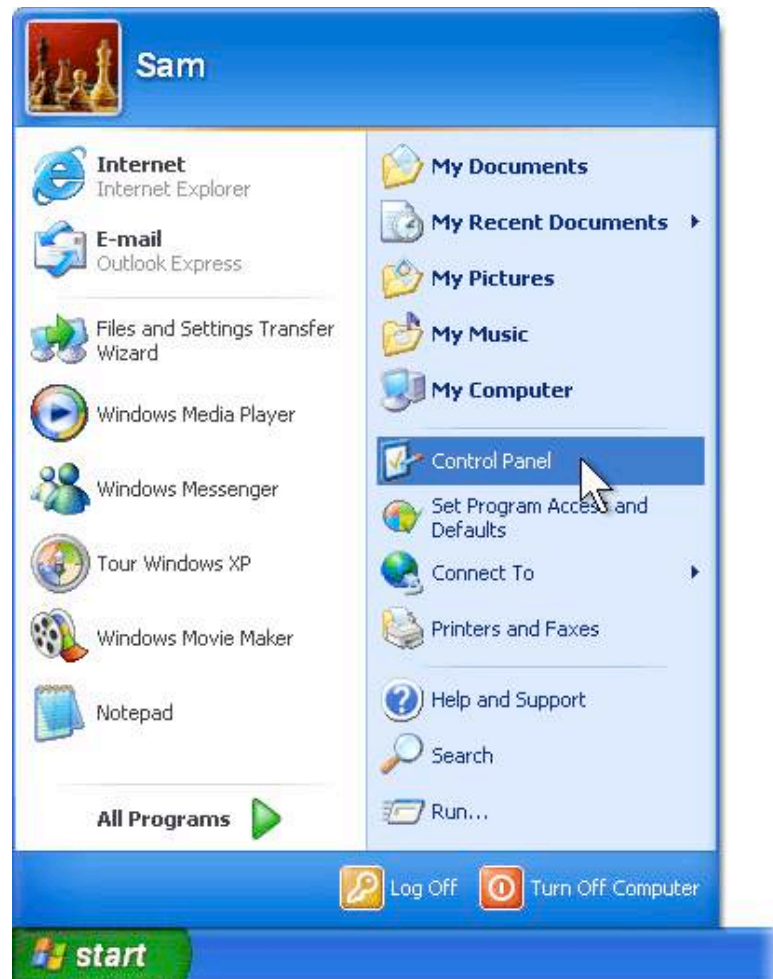 Sam
Internet
Internet Explorer
E-mail
Outlook Express
Files and Settings Transfer
Wizard
Windows Media Player
Windows Messenger
Tour Windows XP
Windows Movie Maker
Notepad
All Programs
My Documents
My Recent Documents
My Pictures
My Music
My Computer
Control Panel
Set Program Access and
Defaults
Connect To
Printers and Faxes
Help and Support
Search
Run...
Log Off
Turn Off Computer
start